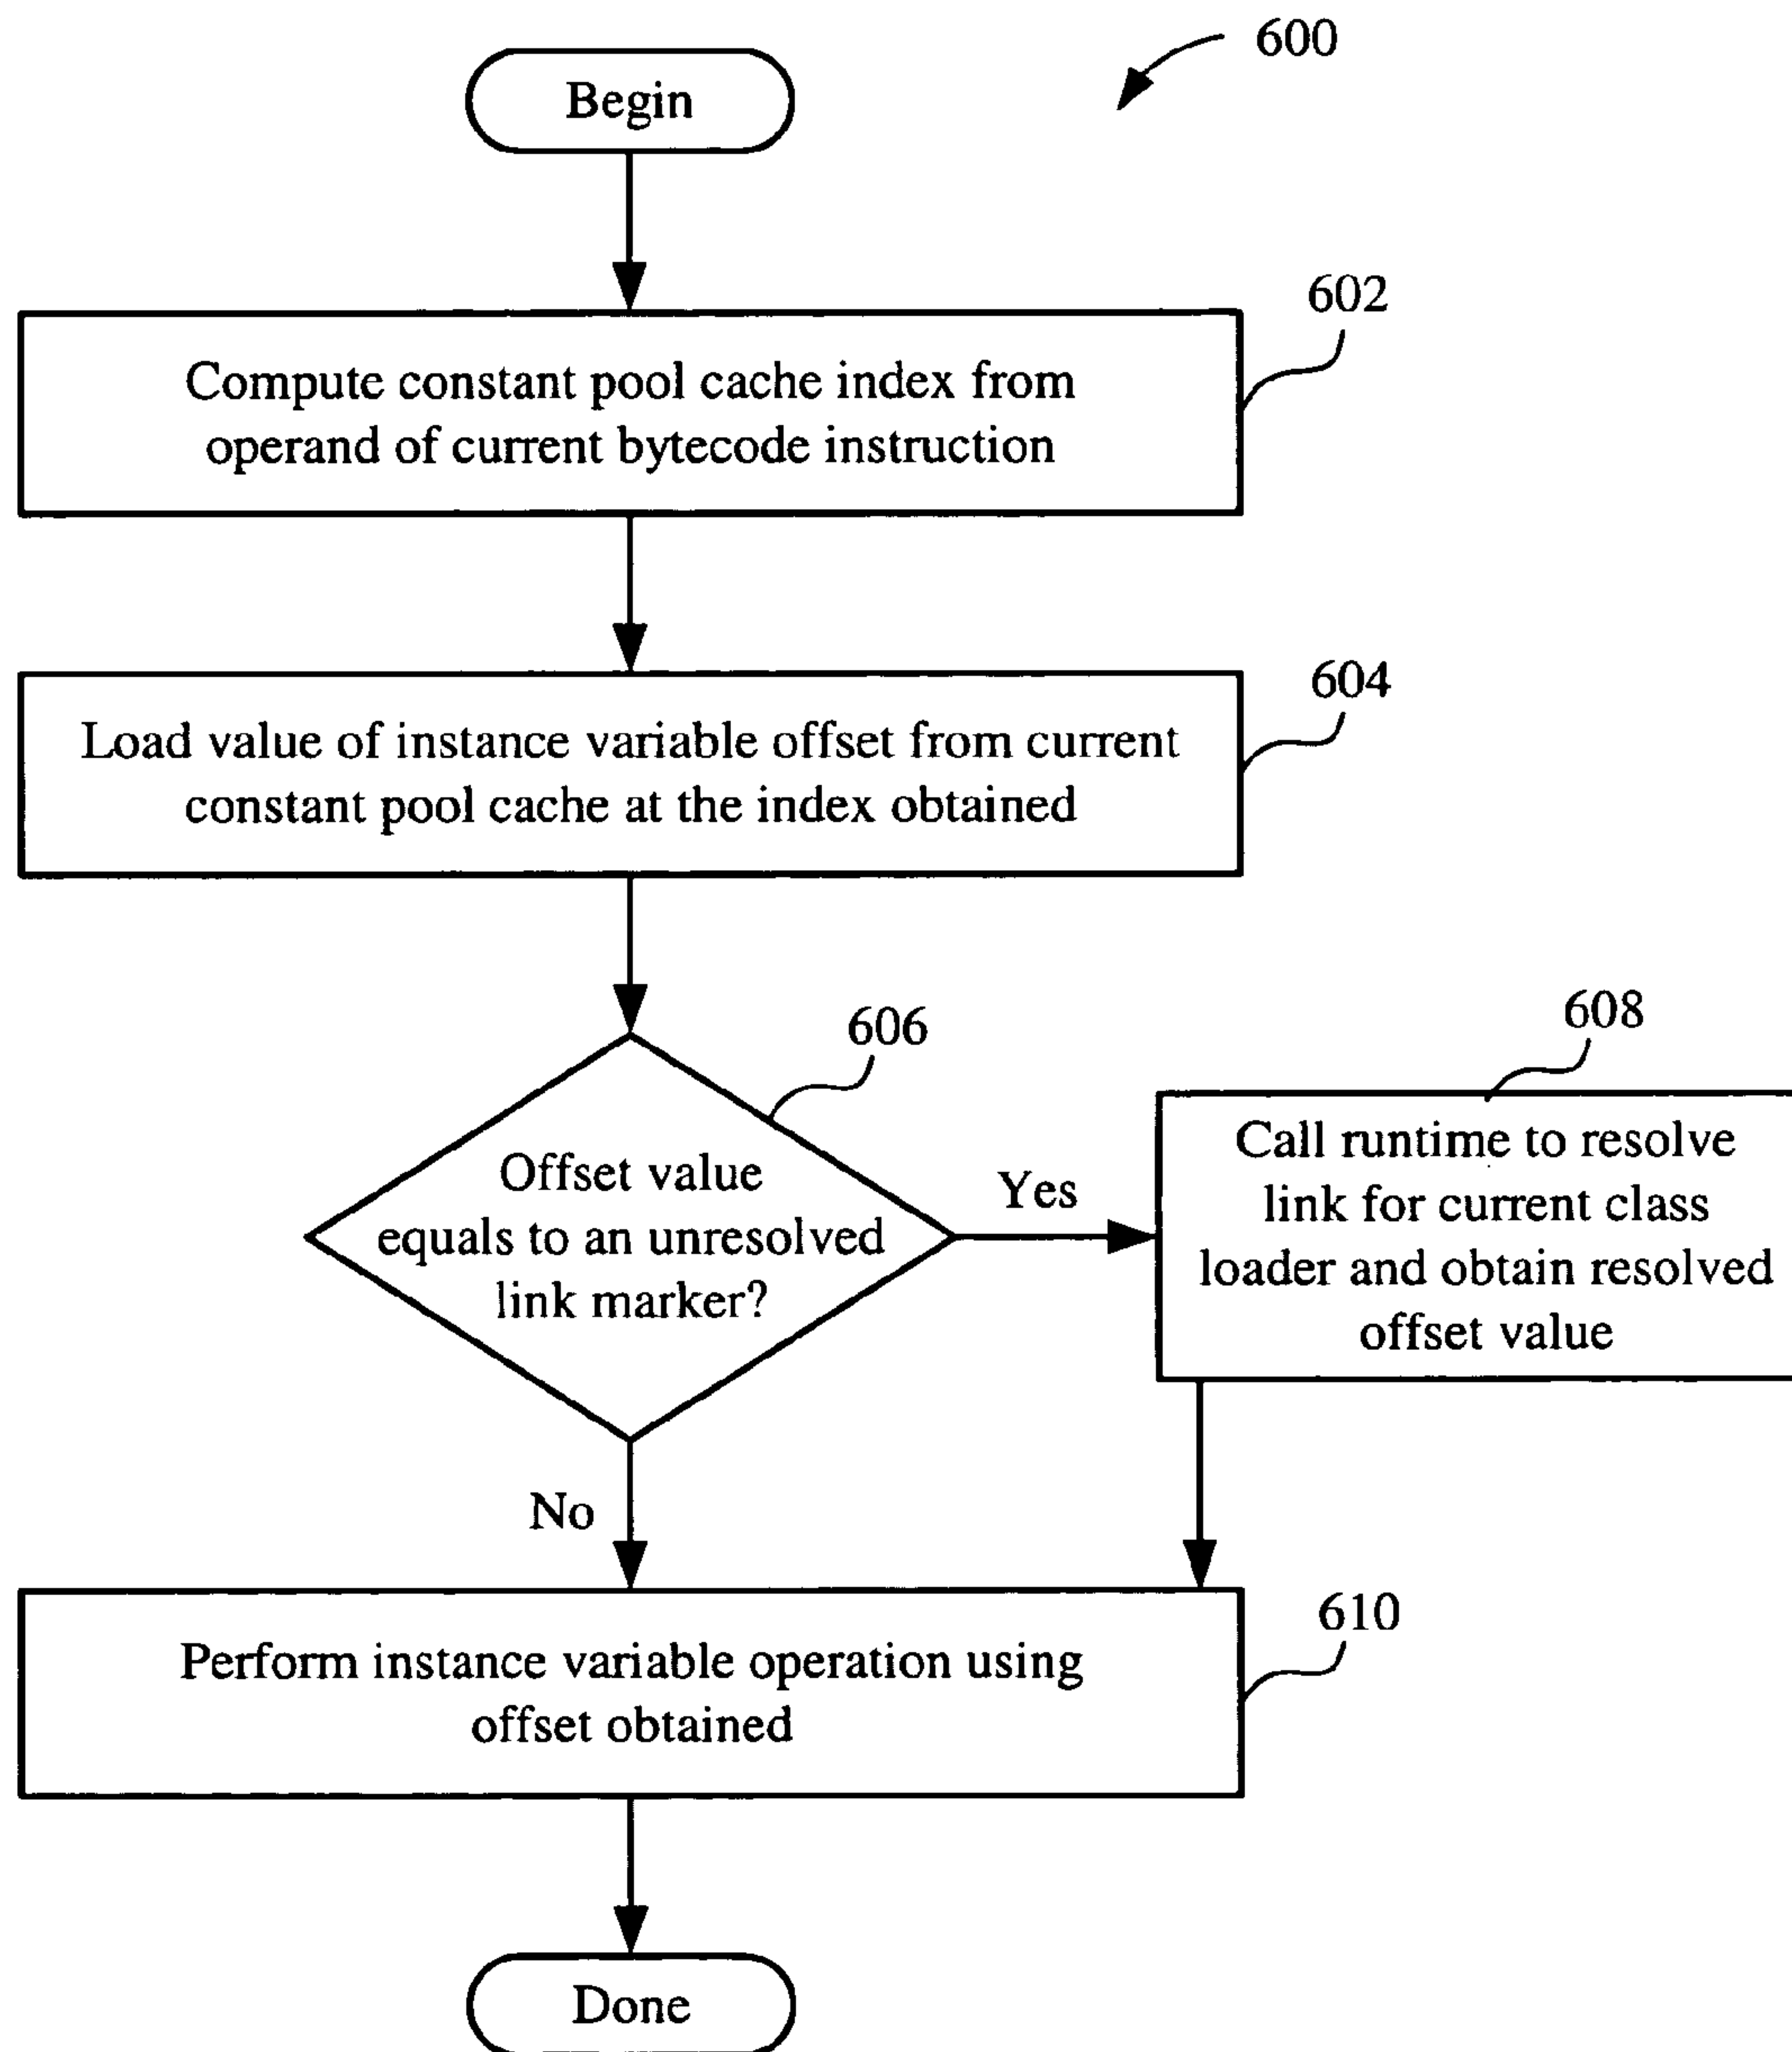 600
Begin
602
Compute constant pool cache index from
operand of current bytecode instruction
604
Load value of instance variable offset from current
constant pool cache at the index obtained
606
Offset value
equals to an unresolved
link marker?
Yes
608
Call runtime to resolve
link for current class
loader and obtain resolved
offset value
No
610
Perform instance variable operation using
offset obtained
Done